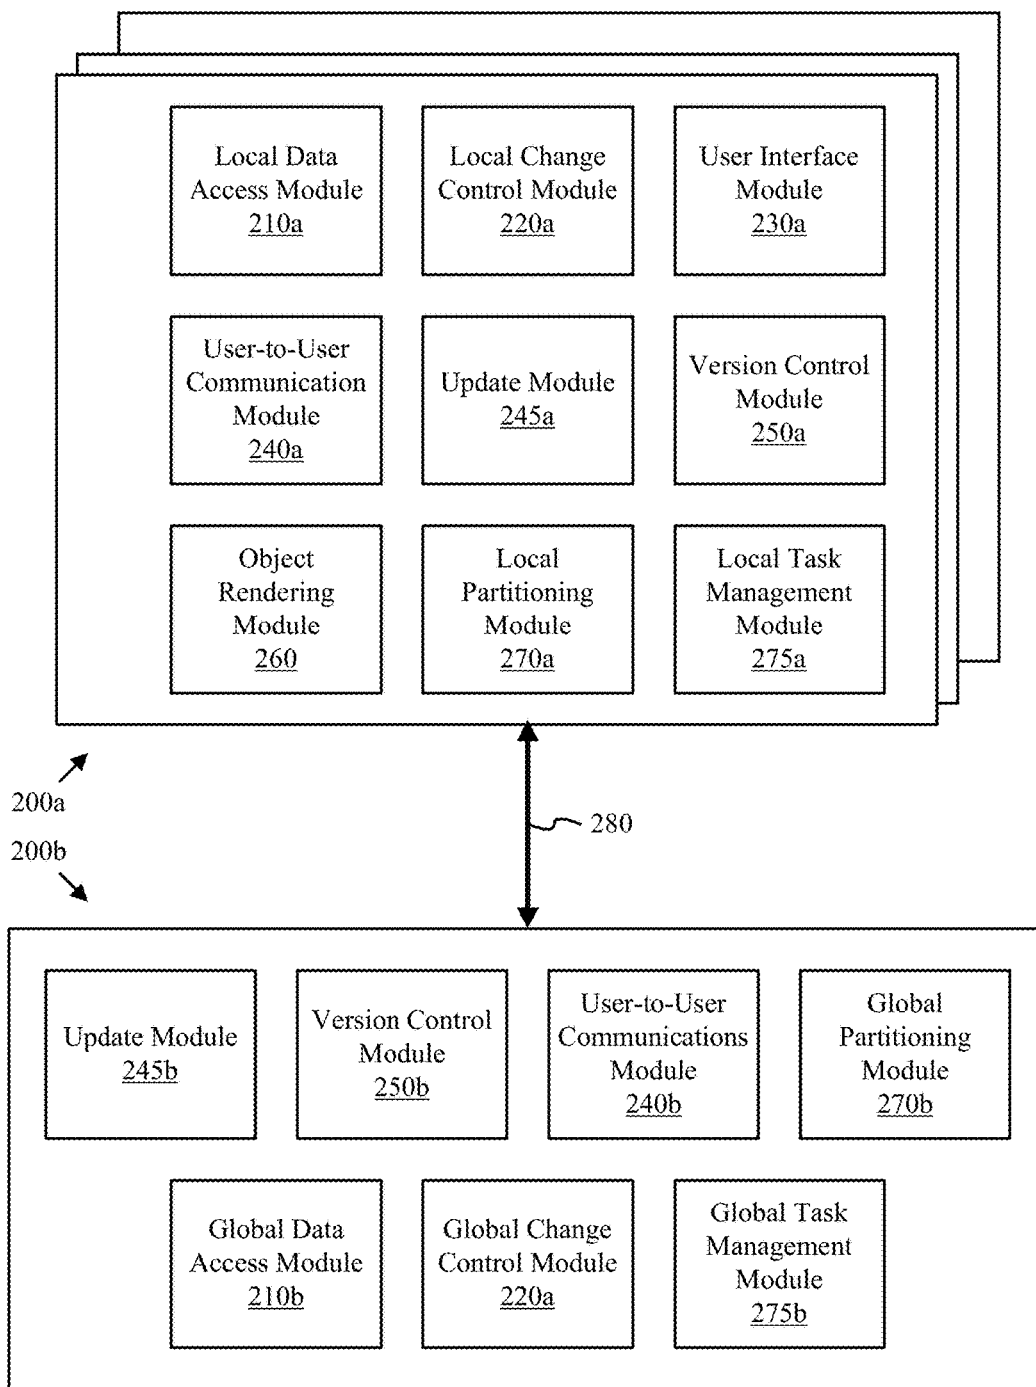 Local Data
Access Module
210a
Local Change
Control Module
220a
User Interface
Module
230a
User-to-User
Communication
Module
240a
Update Module
245a
Version Control
Module
250a
Object
Rendering
Module
260
Local
Partitioning
Module
270a
Local Task
Management
Module
275a
200a
280
200b
Update Module
245b
Version Control
Module
250b
User-to-User
Communications
Module
240b
Global
Partitioning
Module
270b
Global Data
Access Module
210b
Global Change
Control Module
220a
Global Task
Management
Module
275b